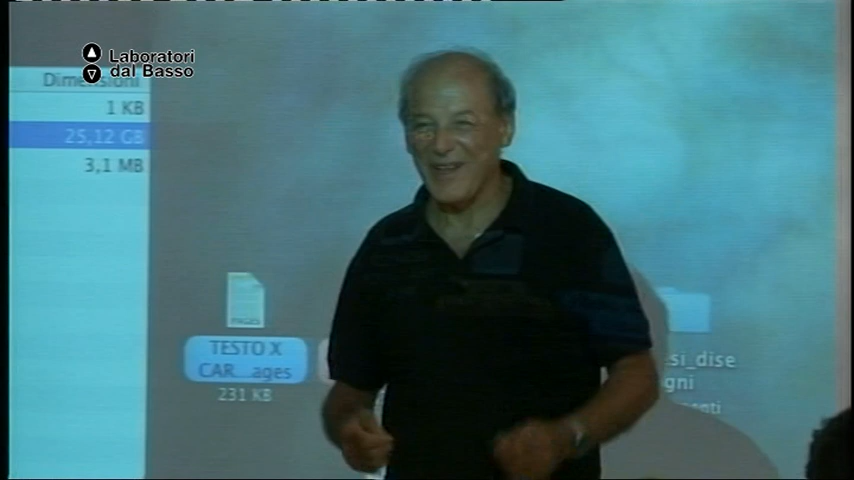 Laboratori
dal Basso
Dimensioni
1 KB
25,12 GB
3,1 MB
PAGES
TESTO X
CAR...ages
231 KB
si_dise
gni
nti